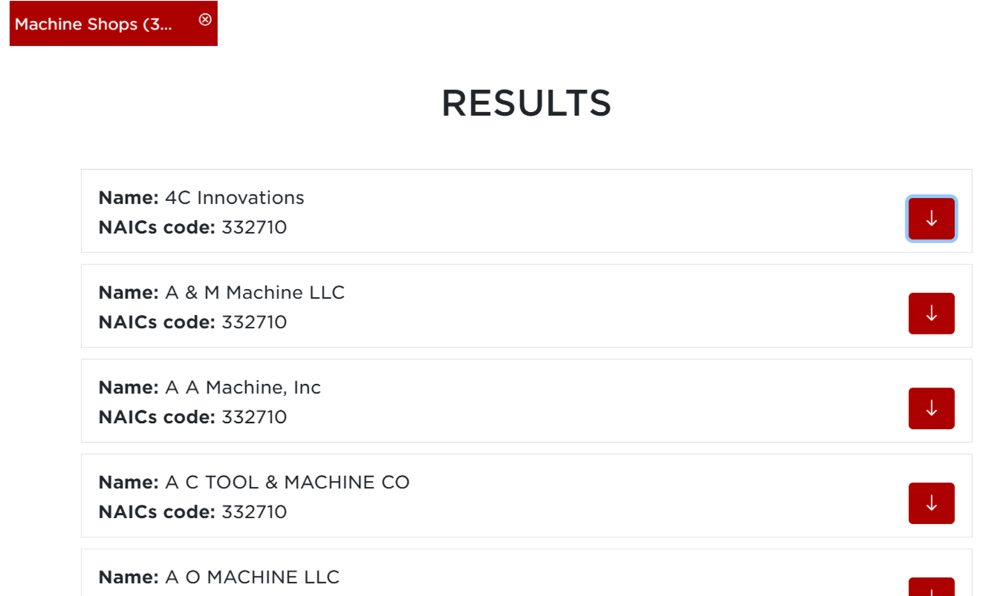 Machine Shops (3...
RESULTS
Name: 4C Innovations
NAICs code: 332710
Name: A & M Machine LLC
NAICs code: 332710
Name: A A Machine, Inc
NAICs code: 332710
Name: A C TOOL & MACHINE CO
NAICs code: 332710
Name: A O MACHINE LLC